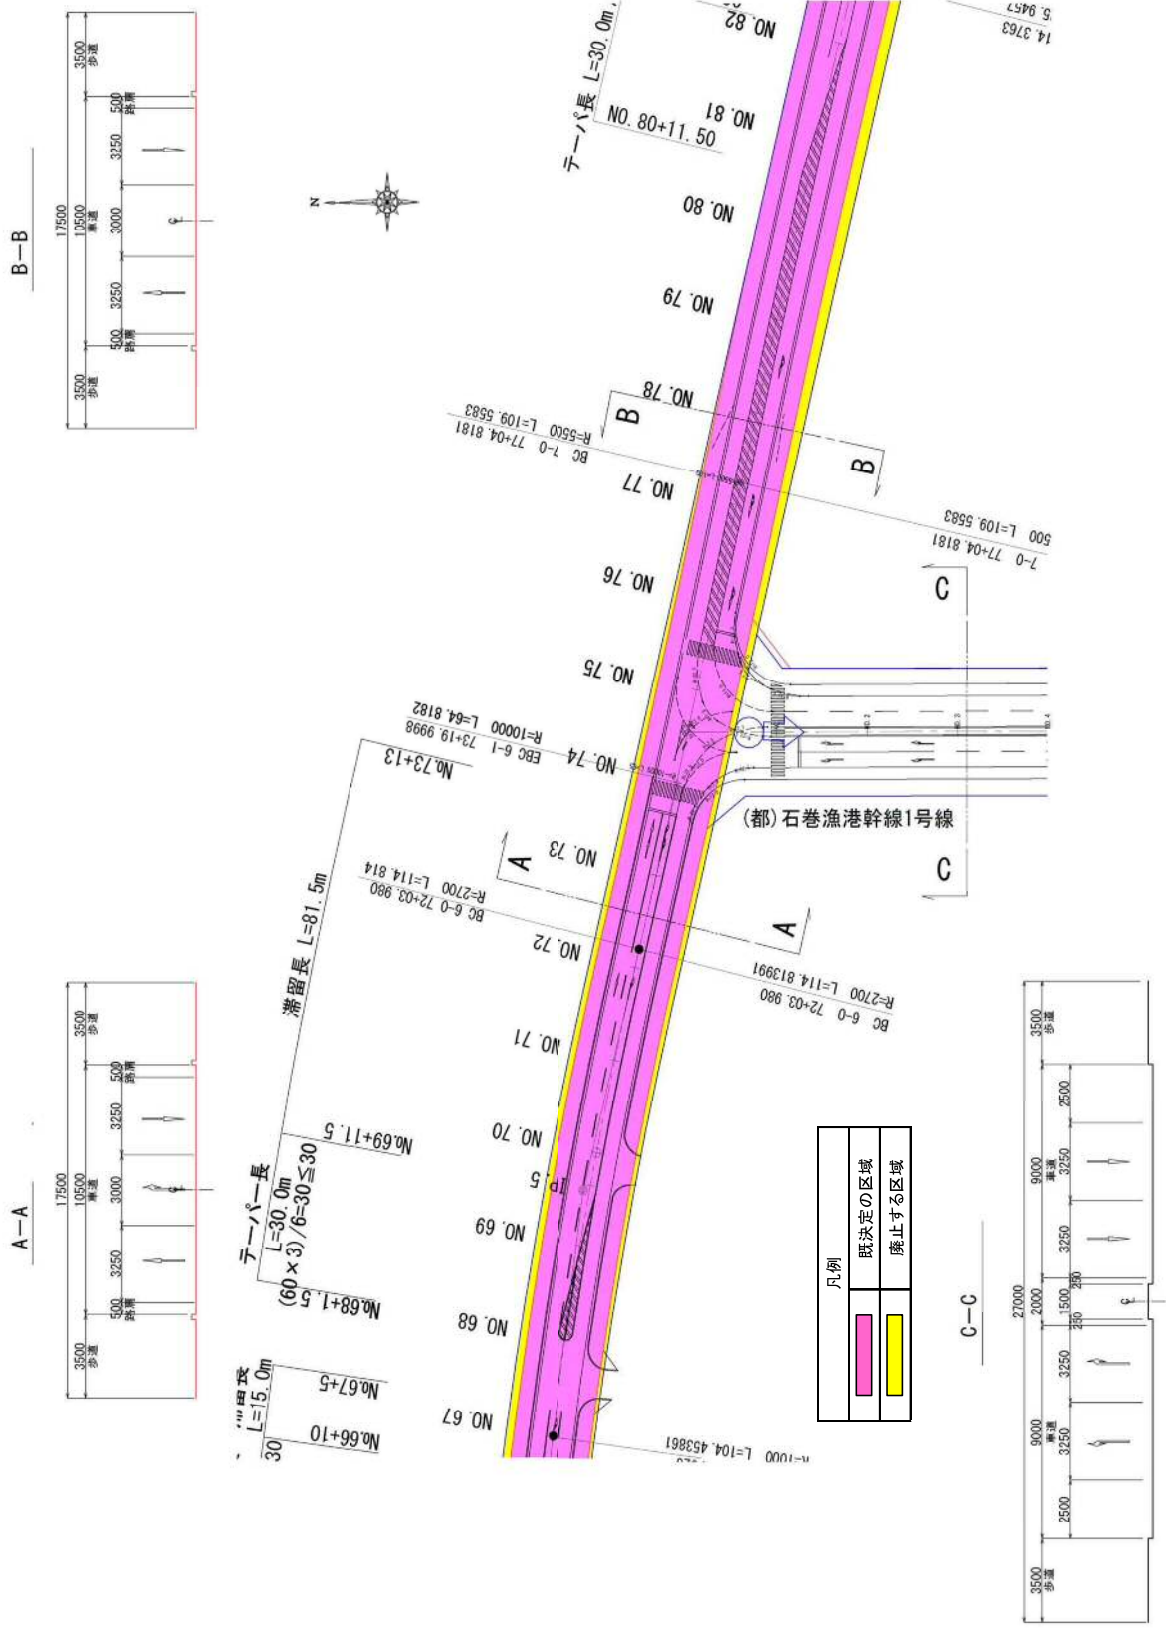 B－B
17500
3500
歩道
10500
車道
3500
歩道
500
路肩
3250
3000
3250
500
路肩
N
A－A
17500
3500
歩道
10500
車道
3500
歩道
500
路肩
3250
3000
3250
500
路肩
C－C
27000
3500
歩道
9000
車道
2000
9000
車道
3500
歩道
2500
3250
3250
250
1500
250
3250
3250
2500
テーパ長 L=30.0m,
NO. 80+11.50
14.3763
5.9457
NO. 82
NO. 81
NO. 80
NO. 79
NO. 78
NO. 77
NO. 76
NO. 75
NO. 74
NO. 73
NO. 72
NO. 71
NO. 70
NO. 69
NO. 68
NO. 67
BC 7-0 77+04.8181
R=5500 L=109.5583
7-0 77+04.8181
500 L=109.5583
B
B
C
C
A
A
EBC 6-1 73+19.9998
R=10000 L=64.8182
BC 6-0 72+03.980
R=2700 L=114.814
BC 6-0 72+03.980
R=2700 L=114.813991
R=1000 L=104.453861
No.73+13
滞留長 L=81.5m
No.69+11.5
テーパー長
L=30.0m
(60×3)/6=30≦30
No.68+1.5
No.67+5
L=15.0m
No.66+10
30
IP.5
NO.2
NO.3
NO.4
(都)石巻漁港幹線1号線
凡例
既決定の区域
廃止する区域